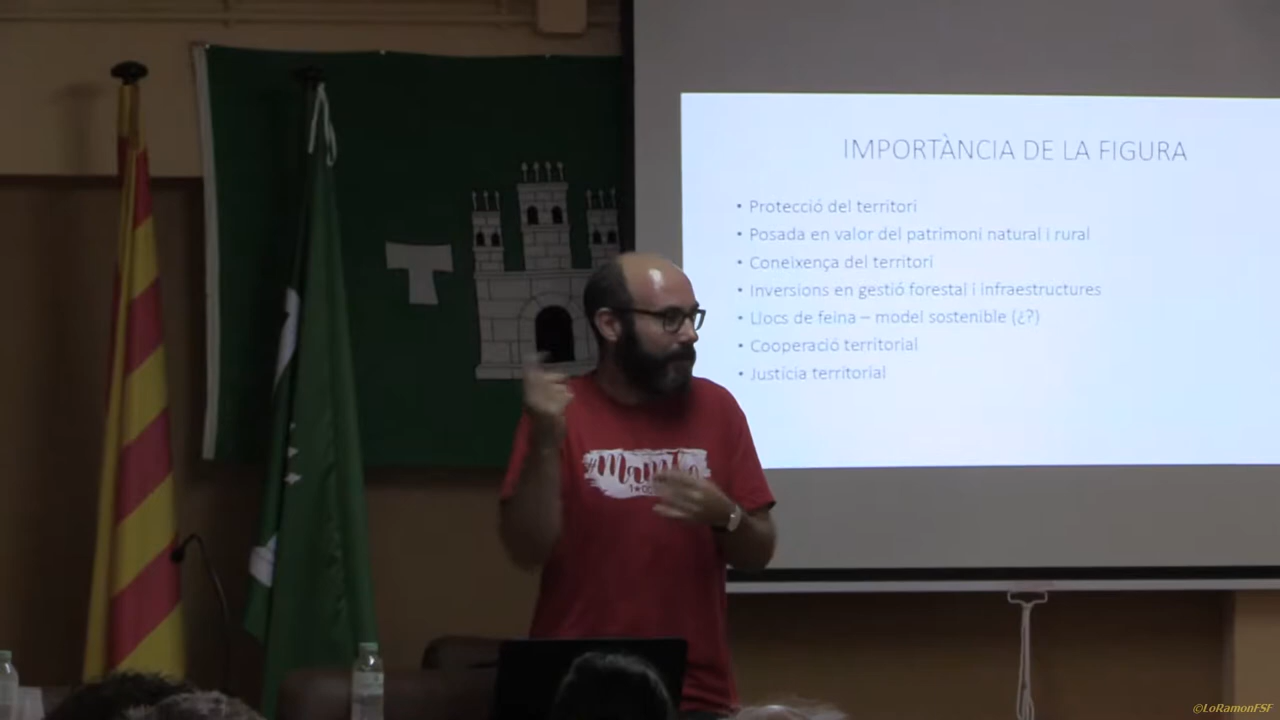 IMPORTÀNCIA DE LA FIGURA
• Protecció del territori
• Posada en valor del patrimoni natural i rural
• Coneixença del territori
• Inversions en gestió forestal i infraestructures
• Llocs de feina – model sostenible (¿?)
• Cooperació territorial
• Justícia territorial
T
©LoRamonFSF